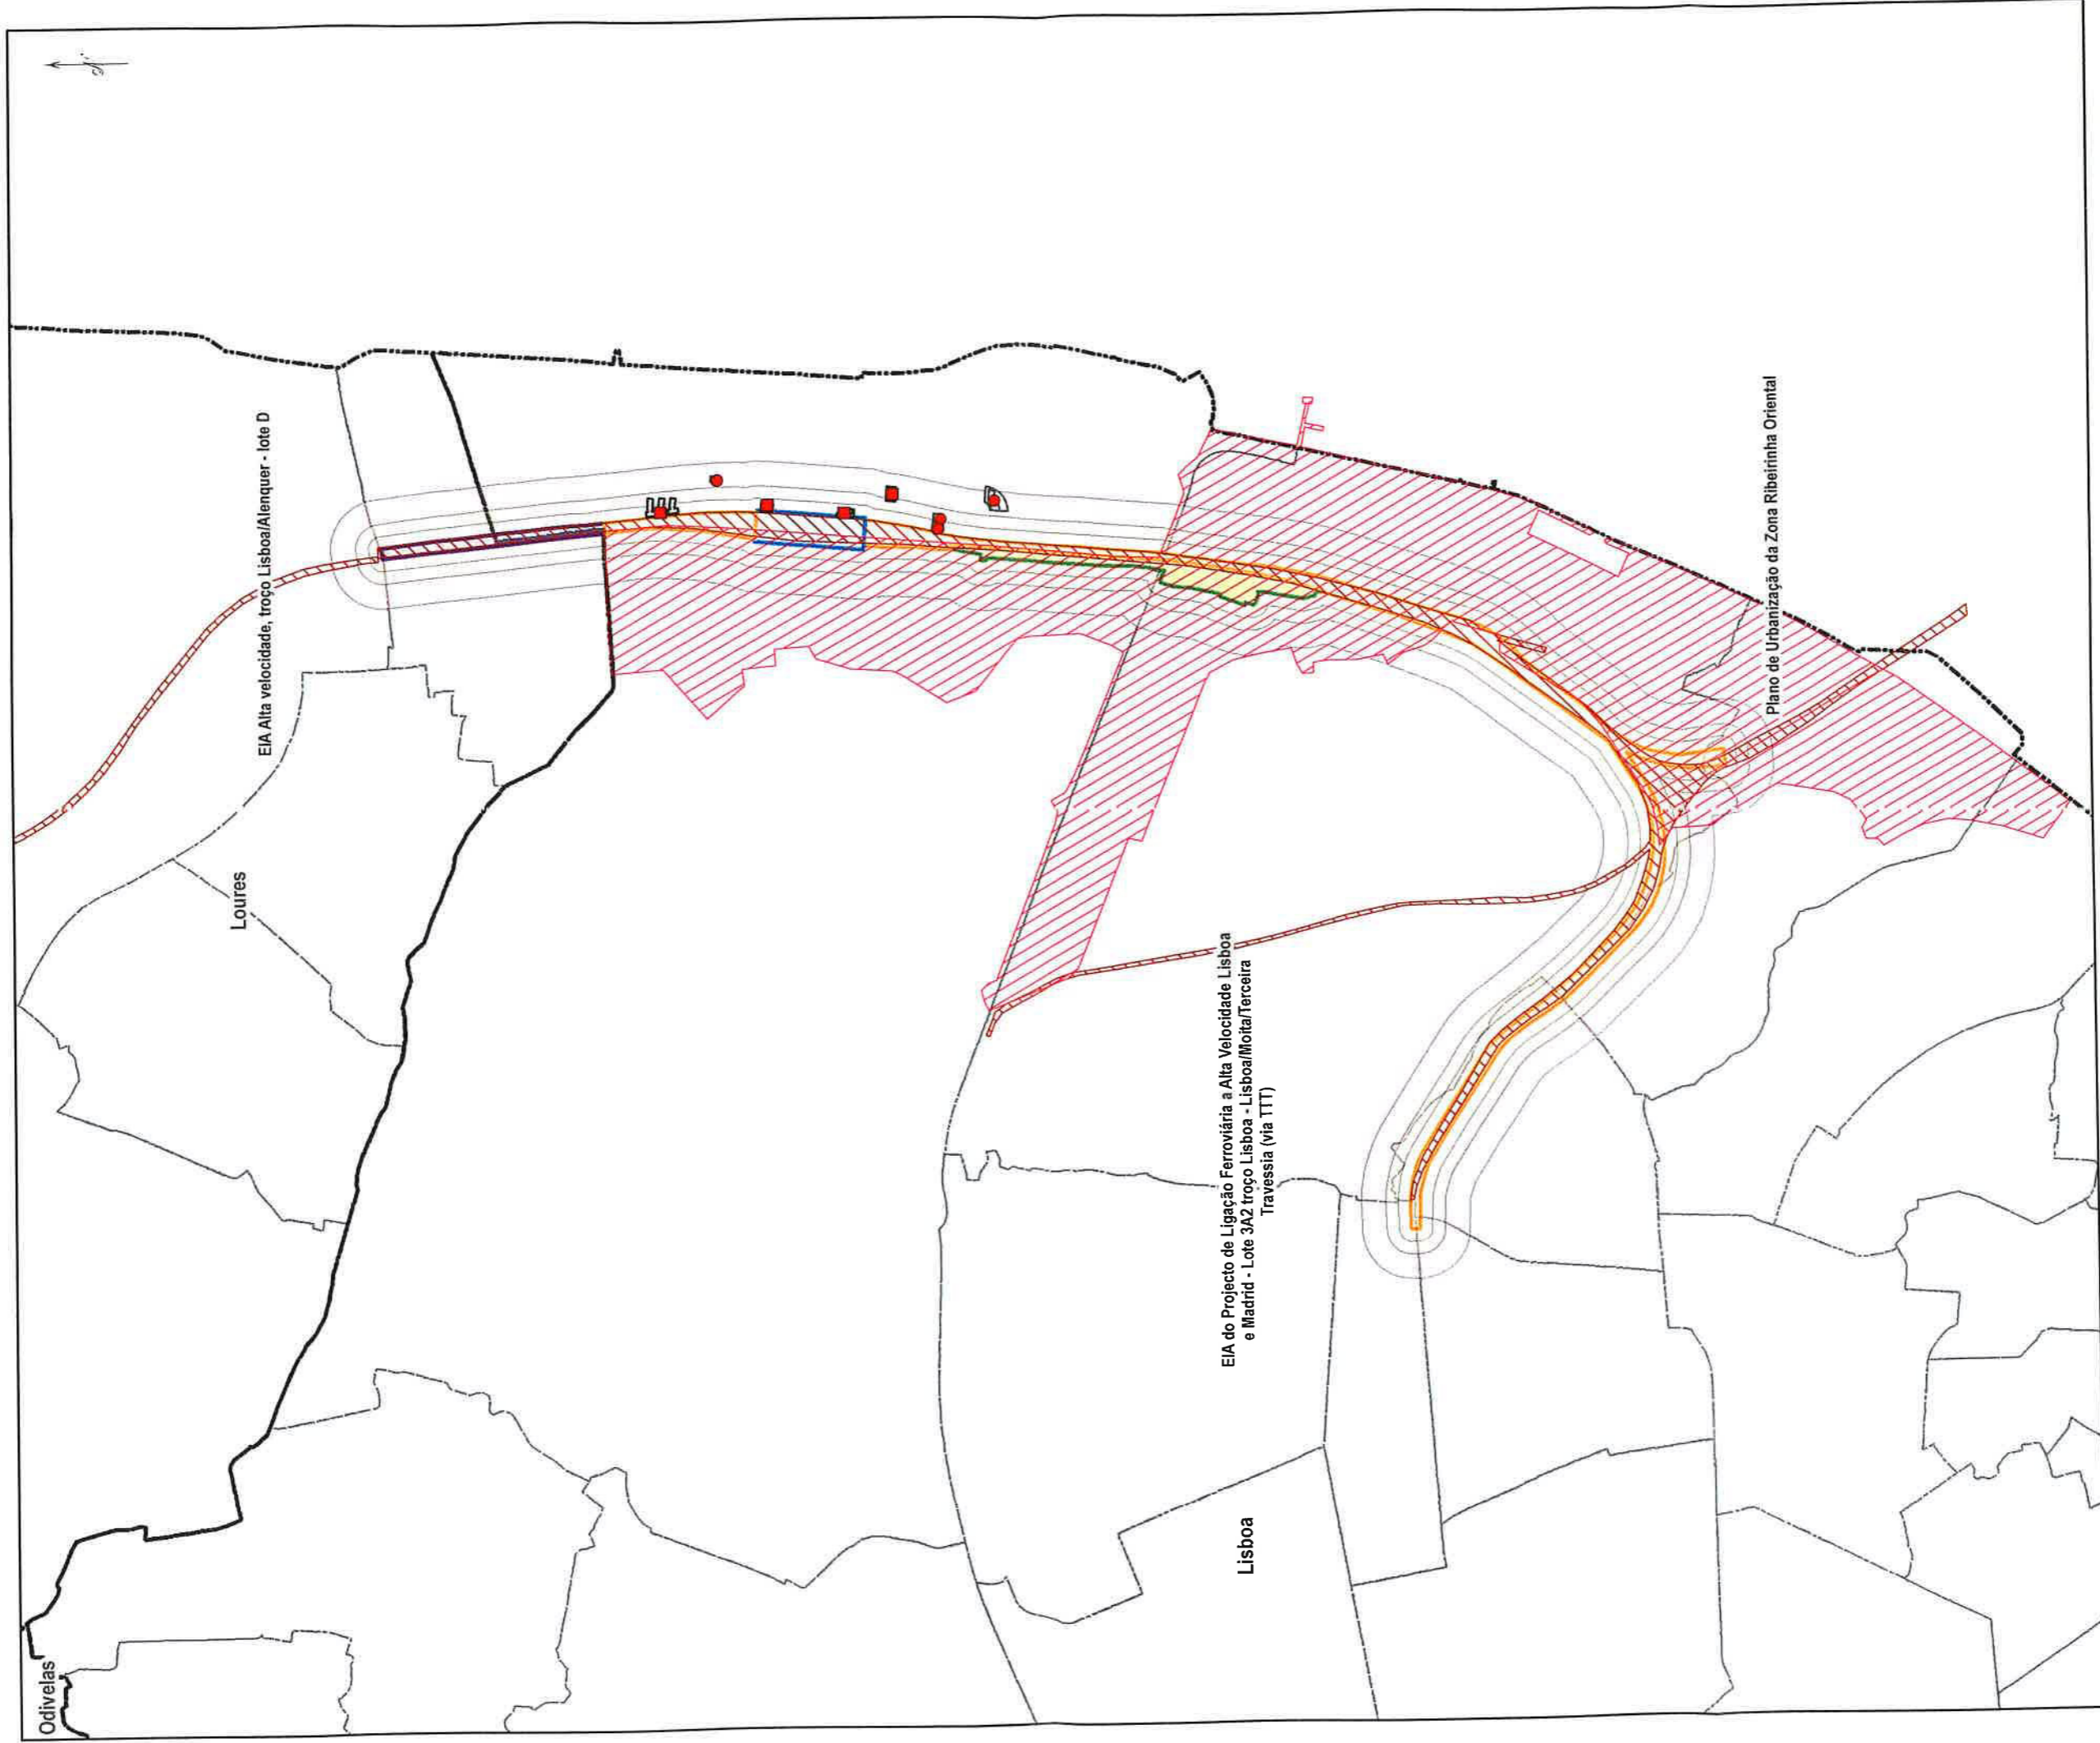 Odivelas
Loures
EIA Alta velocidade, troço Lisboa/Alenquer - lote D
Lisboa
EIA do Projecto de Ligação Ferroviária a Alta Velocidade Lisboa
e Madrid - Lote 3A2 troço Lisboa - Lisboa/Moita/Terceira
Travessia (via TTT)
Plano de Urbanização da Zona Ribeirinha Oriental